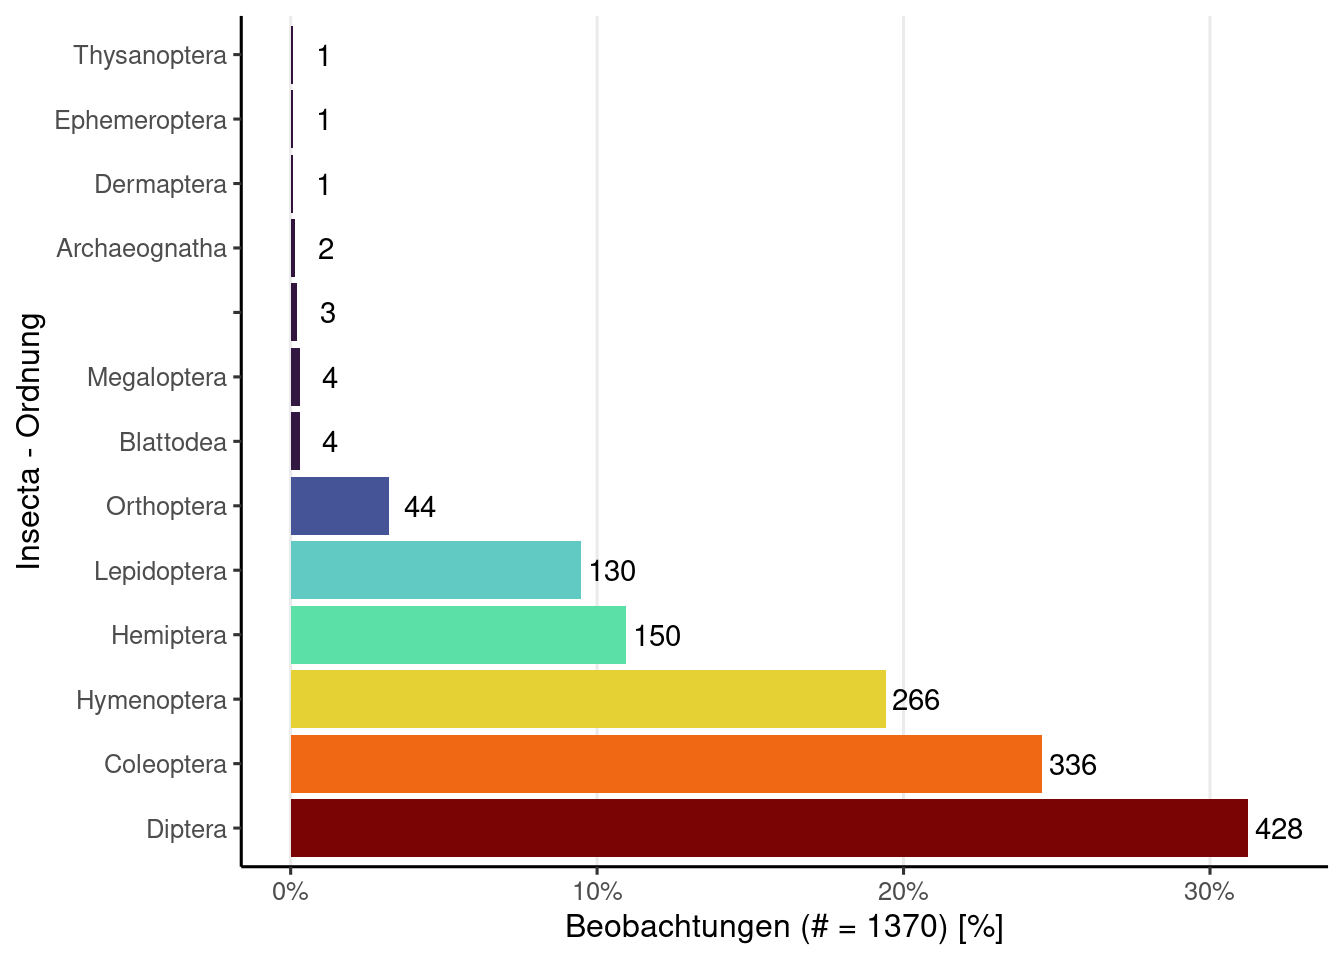 Insecta - Ordnung
Thysanoptera 1
Ephemeroptera 1
Dermaptera 1
Archaeognatha 2
3
Megaloptera 4
Blattodea 4
Orthoptera 44
Lepidoptera 130
Hemiptera 150
Hymenoptera 266
Coleoptera 336
Diptera 428
0% 10% 20% 30%
Beobachtungen (# = 1370) [%]